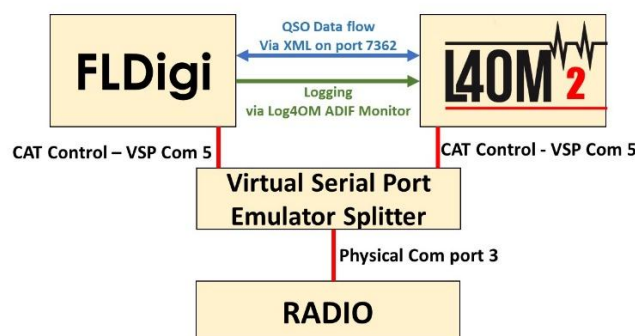 QSO Data flow
Via XML on port 7362
FLDigi
L4OM 2
Logging
via Log4OM ADIF Monitor
CAT Control – VSP Com 5
CAT Control - VSP Com 5
Virtual Serial Port
Emulator Splitter
Physical Com port 3
RADIO